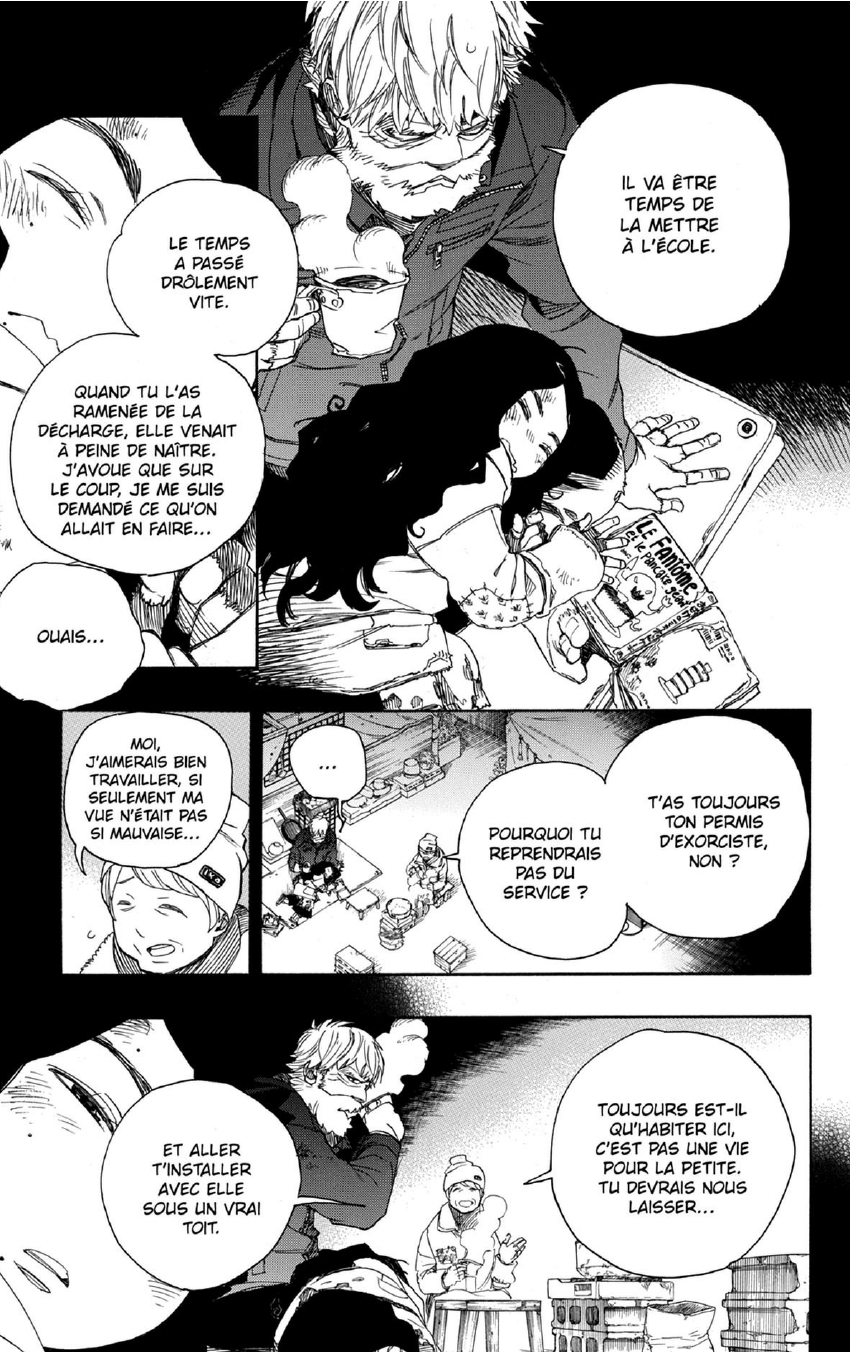 IL VA ÊTRE
TEMPS DE
LA METTRE
À L'ÉCOLE.
LE TEMPS
A PASSÉ
DRÔLEMENT
VITE.
QUAND TU L'AS
RAMENÉE DE LA
DÉCHARGE, ELLE VENAIT
À PEINE DE NAÎTRE.
J'AVOUE QUE SUR
LE COUP, JE ME SUIS
DEMANDÉ CE QU'ON
ALLAIT EN FAIRE...
OUAIS...
LE FANTÔME
et le pancake géant
T'AS TOUJOURS
TON PERMIS
D'EXORCISTE,
NON ?
POURQUOI TU
REPRENDRAIS
PAS DU
SERVICE ?
...
MOI,
J'AIMERAIS BIEN
TRAVAILLER, SI
SEULEMENT MA
VUE N'ÉTAIT PAS
SI MAUVAISE...
TOUJOURS EST-IL
QU'HABITER ICI,
C'EST PAS UNE VIE
POUR LA PETITE.
TU DEVRAIS NOUS
LAISSER...
ET ALLER
T'INSTALLER
AVEC ELLE
SOUS UN VRAI
TOIT.